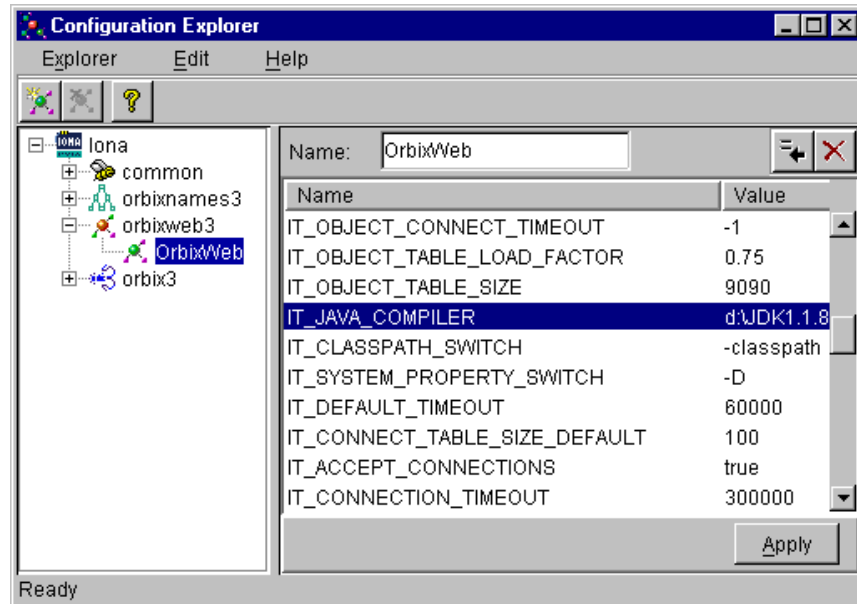 Configuration Explorer
Explorer Edit Help
Iona
common
orbixnames3
orbixweb3
OrbixWeb
orbix3
Name: OrbixWeb
Name Value
IT_OBJECT_CONNECT_TIMEOUT -1
IT_OBJECT_TABLE_LOAD_FACTOR 0.75
IT_OBJECT_TABLE_SIZE 9090
IT_JAVA_COMPILER d:\JDK1.1.8
IT_CLASSPATH_SWITCH -classpath
IT_SYSTEM_PROPERTY_SWITCH -D
IT_DEFAULT_TIMEOUT 60000
IT_CONNECT_TABLE_SIZE_DEFAULT 100
IT_ACCEPT_CONNECTIONS true
IT_CONNECTION_TIMEOUT 300000
Apply
Ready